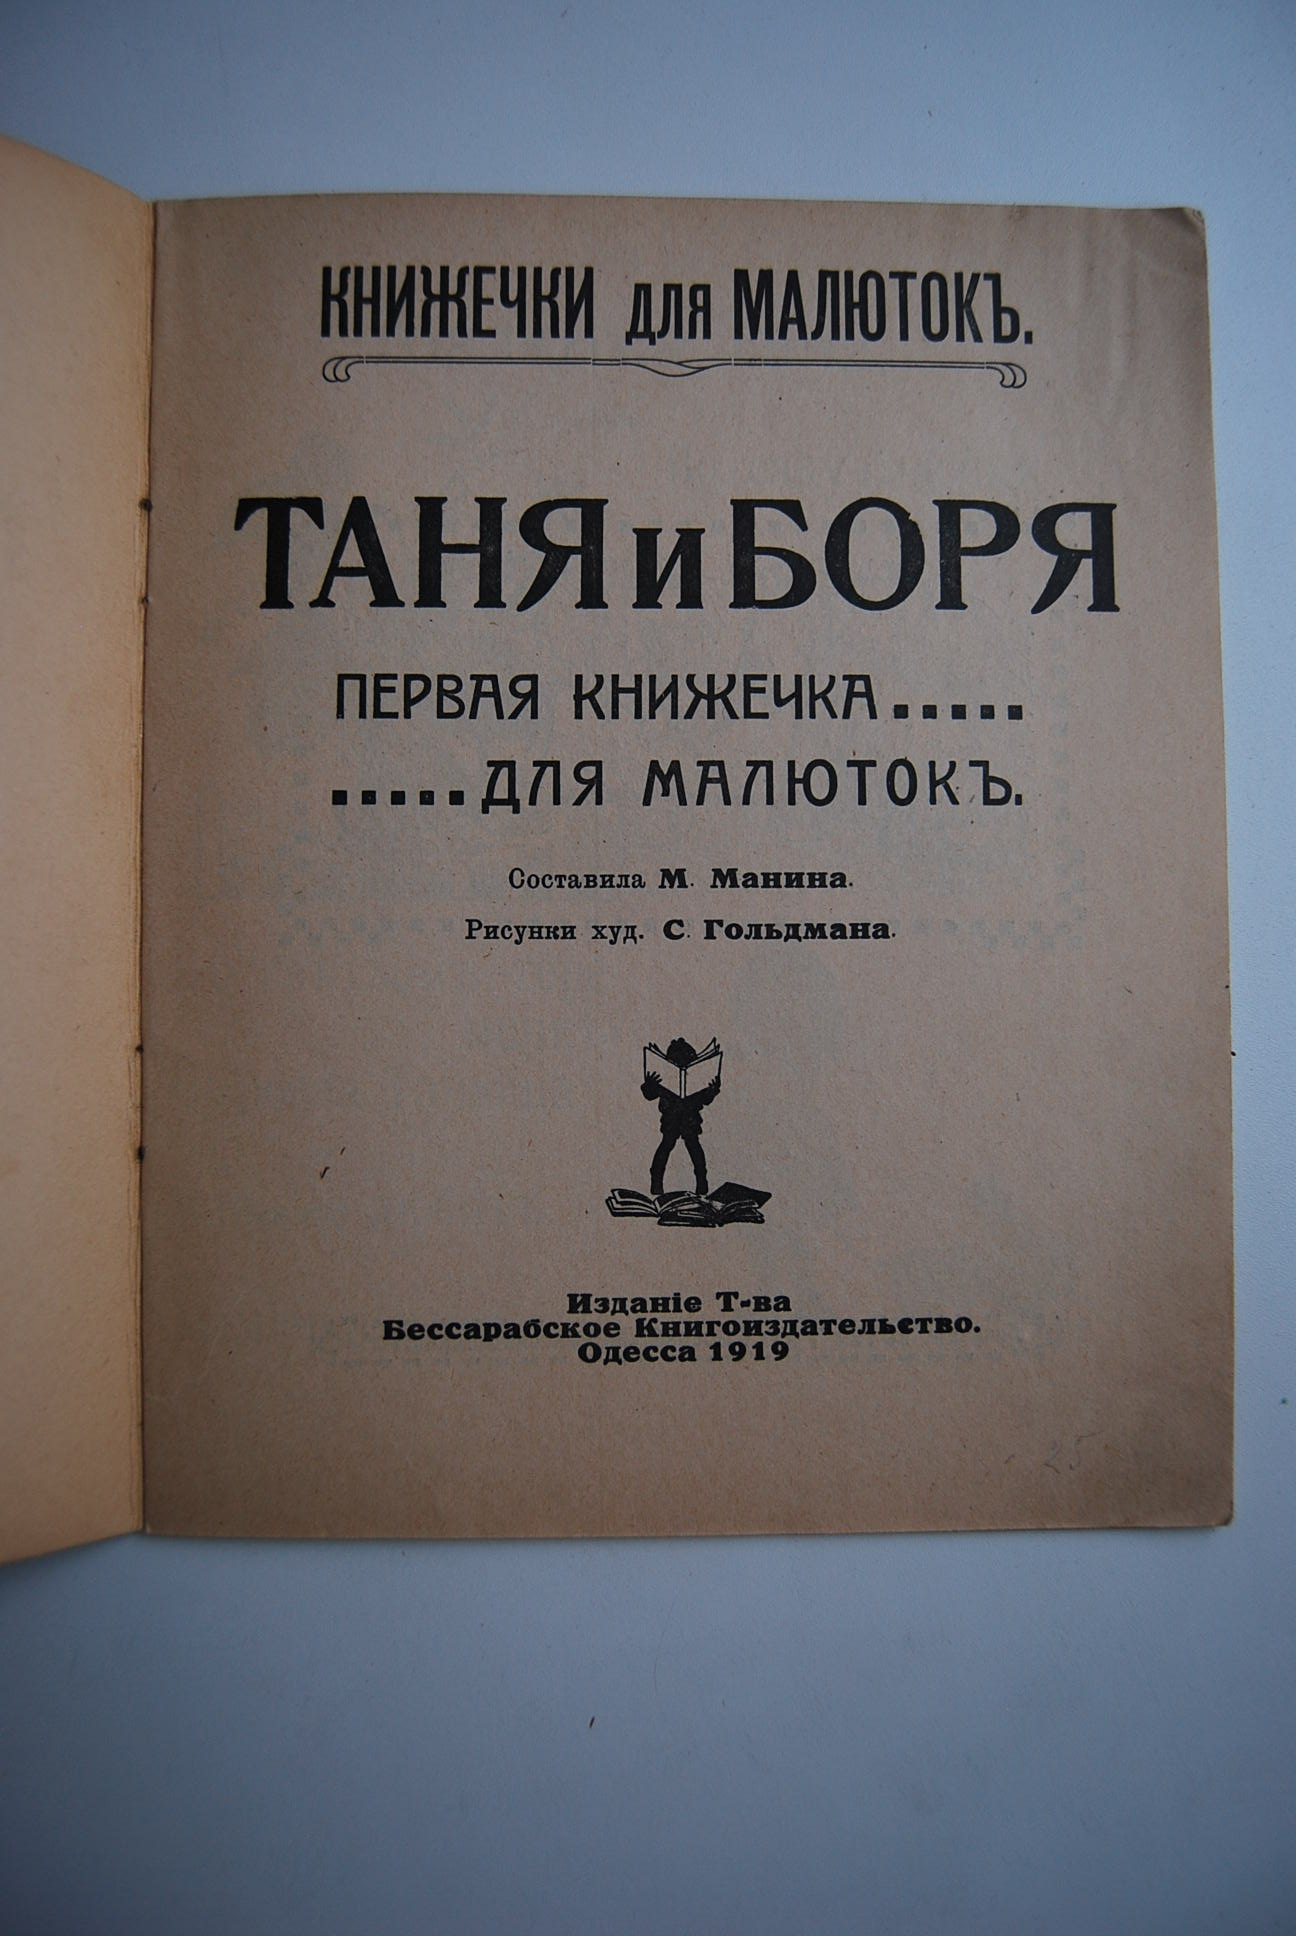 КНИЖЕЧКИ для МАЛЮТОКЪ.
ТАНЯ и БОРЯ
ПЕРВАЯ КНИЖЕЧКА.....
.....ДЛЯ МАЛЮТОКЪ.
Составила М. Манина.
Рисунки худ. С. Гольдмана.
Изданіе Т-ва
Бессарабское Книгоиздательство.
Одесса 1919
25